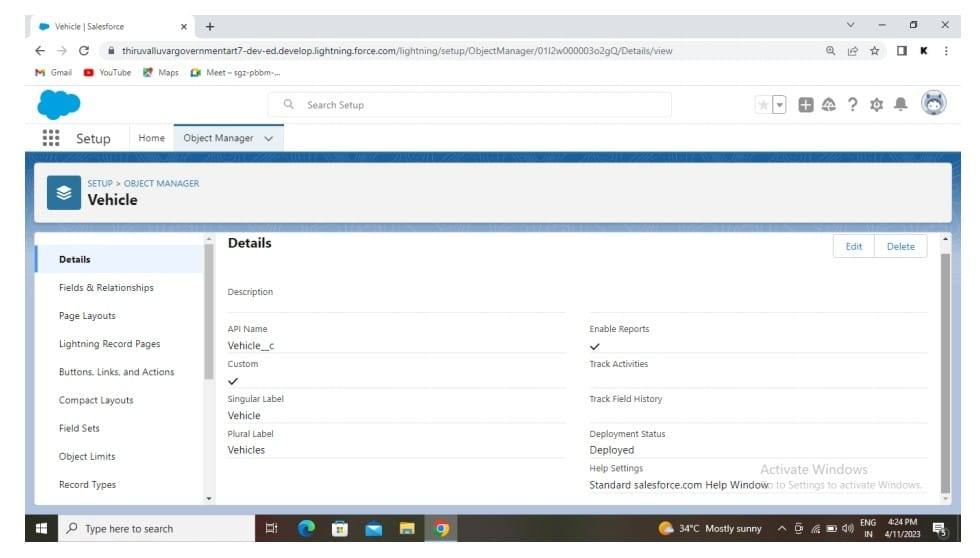 Vehicle | Salesforce
thiruvalluvargovernmentart7-dev-ed.develop.lightning.force.com/lightning/setup/ObjectManager/01I2w000003o2gQ/Details/view
K
Gmail YouTube Maps Meet – sgz-pbbm-...
Search Setup
Setup Home Object Manager
SETUP > OBJECT MANAGER
Vehicle
Details
Fields & Relationships
Page Layouts
Lightning Record Pages
Buttons, Links, and Actions
Compact Layouts
Field Sets
Object Limits
Record Types
Details
Edit Delete
Description
API Name
Vehicle__c
Custom
Singular Label
Vehicle
Plural Label
Vehicles
Enable Reports
Track Activities
Track Field History
Deployment Status
Deployed
Help Settings
Standard salesforce.com Help Window
Activate Windows
Go to Settings to activate Windows.
Type here to search
34°C Mostly sunny
ENG
IN
4:24 PM
4/11/2023
5